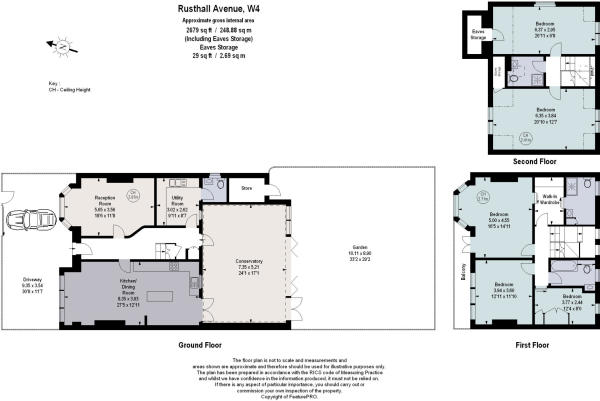 Rusthall Avenue, W4
Approximate gross internal area
2679 sq ft / 248.88 sq m
(Including Eaves Storage)
Eaves Storage
29 sq ft / 2.69 sq m
Key :
CH - Ceiling Height
Eaves
Storage
Bedroom
6.37 x 2.95
20'11 x 9'8
Bedroom
6.35 x 3.84
20'10 x 12'7
CH
Second Floor
Reception
Room
5.65 x 3.56
18'6 x 11'8
CH
Utility
Room
3.02 x 2.62
9'11 x 8'7
Store
Conservatory
7.35 x 5.21
24'1 x 17'1
Garden
10.11 x 8.90
33'2 x 29'2
Driveway
9.35 x 3.54
30'8 x 11'7
Kitchen/
Dining
Room
8.35 x 3.93
27'5 x 12'11
Ground Floor
CH
Bedroom
5.00 x 4.55
16'5 x 14'11
Walk-in
Wardrobe
Balcony
Bedroom
3.94 x 3.60
12'11 x 11'10
Bedroom
3.77 x 2.44
12'4 x 8'0
First Floor
The floor plan is not to scale and measurements and
areas shown are approximate and therefore should be used for illustrative purposes only.
The plan has been prepared in accordance with the RICS code of Measuring Practice
and whilst we have confidence in the information produced, it must not be relied on.
If there is any aspect of particular importance, you should carry out or
commission your own inspection of the property.
Copyright of FeaturePRO.